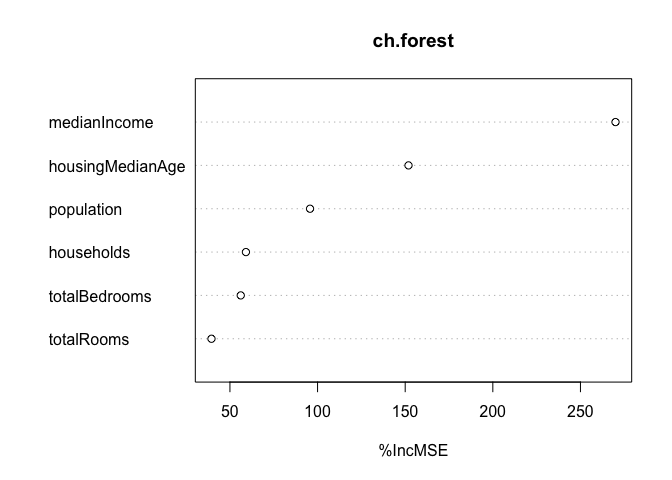 ch.forest
medianIncome
housingMedianAge
population
households
totalBedrooms
totalRooms
50 100 150 200 250
%IncMSE